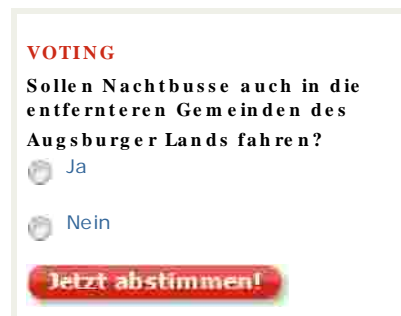 VOTING
Sollen Nachtbusse auch in die
entfernteren Gemeinden des
Augsburger Lands fahren?
Ja
Nein
Jetzt abstimmen!